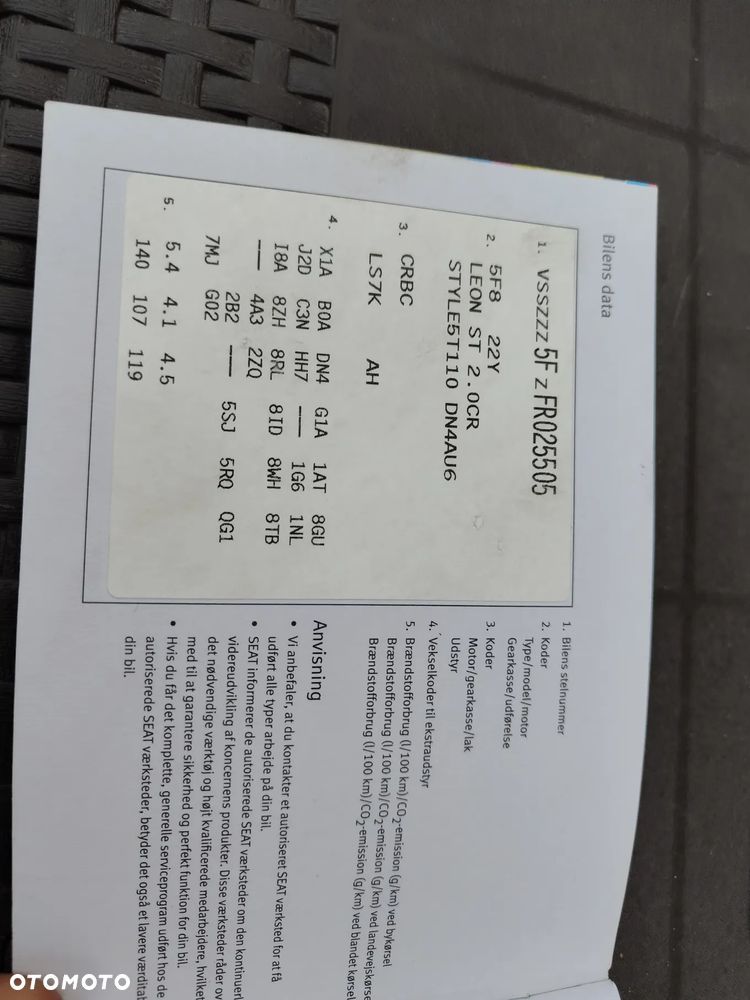 Bilens data
1. VSSZZZ5FZFR025505
2. 5F8 22Y
LEON ST 2.0CR
STYLE5T110 DN4AU6
3. CRBC
LS7K AH
4. X1A B0A DN4 G1A 1AT 8GU
J2D C3N HH7 -- 1G6 1NL
I8A 8ZH 8RL 8ID 8WH 8TB
-- 4A3 2ZQ
2B2 -- 5SJ 5RQ QG1
7MJ G02
5. 5.4 4.1 4.5
140 107 119
1. Bilens stelnummer
2. Koder
Type/model/motor
Gearkasse/udførelse
3. Koder
Motor/gearkasse/lak
Udstyr
4. Vekselkoder til ekstraudstyr
5. Brændstofforbrug (l/100 km)/CO2-emission (g/km) ved bykørsel
Brændstofforbrug (l/100 km)/CO2-emission (g/km) ved landevejskørse
Brændstofforbrug (l/100 km)/CO2-emission (g/km) ved blandet kørsel
Anvisning
• Vi anbefaler, at du kontakter et autoriseret SEAT værksted for at få
udført alle typer arbejde på din bil.
• SEAT informerer de autoriserede SEAT værksteder om den kontinuerl
videreudvikling af koncernens produkter. Disse værksteder råder ov
det nødvendige værktøj og højt kvalificerede medarbejdere, hvilket
med til at garantere sikkerhed og perfekt funktion for din bil.
• Hvis du får det komplette, generelle serviceprogram udført hos de
autoriserede SEAT værksteder, betyder det også et lavere værditab
din bil.
OTOMOTO